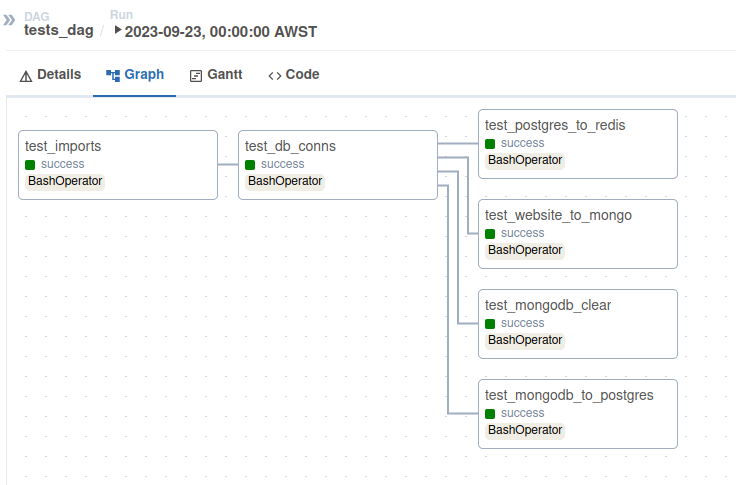 DAG
tests_dag
/
Run
2023-09-23, 00:00:00 AWST
Details
Graph
Gantt
Code
test_imports
success
BashOperator
test_db_conns
success
BashOperator
test_postgres_to_redis
success
BashOperator
test_website_to_mongo
success
BashOperator
test_mongodb_clear
success
BashOperator
test_mongodb_to_postgres
success
BashOperator